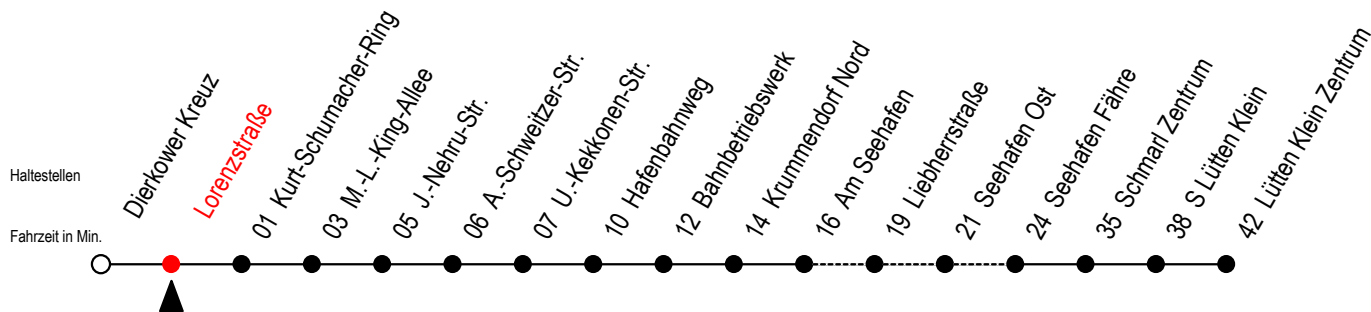 Haltestellen
Fahrzeit in Min.
Dierkower Kreuz
Lorenzstraße
01 Kurt-Schumacher-Ring
03 M.-L.-King-Allee
05 J.-Nehru-Str.
06 A.-Schweitzer-Str.
07 U.-Kekkonen-Str.
10 Hafenbahnweg
12 Bahnbetriebswerk
14 Krummendorf Nord
16 Am Seehafen
19 Liebherrstraße
21 Seehafen Ost
24 Seehafen Fähre
35 Schmarl Zentrum
38 S Lütten Klein
42 Lütten Klein Zentrum